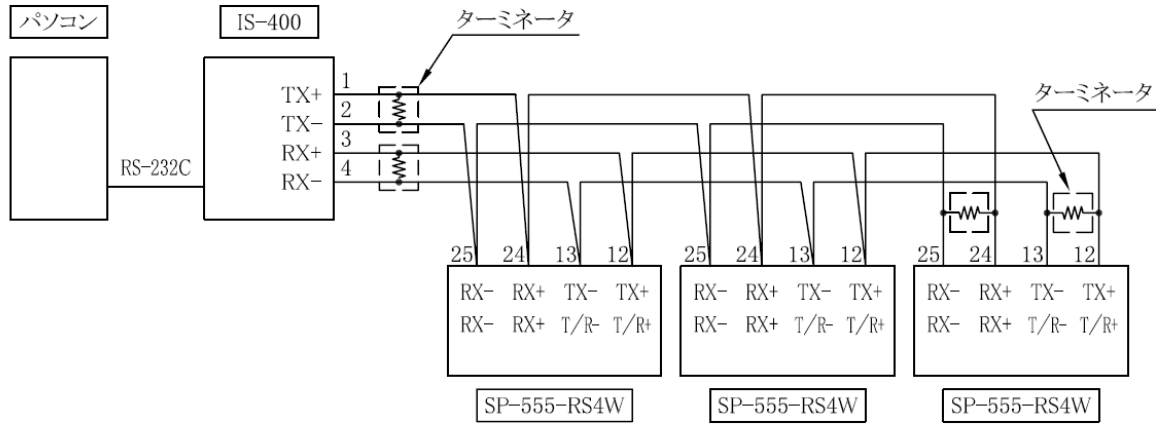 パソコン
IS-400
ターミネータ
1
TX+
2
TX-
3
RX+
4
RX-
RS-232C
ターミネータ
25 24 13 12
RX- RX+ TX- TX+
RX- RX+ T/R- T/R+
SP-555-RS4W
25 24 13 12
RX- RX+ TX- TX+
RX- RX+ T/R- T/R+
SP-555-RS4W
25 24 13 12
RX- RX+ TX- TX+
RX- RX+ T/R- T/R+
SP-555-RS4W